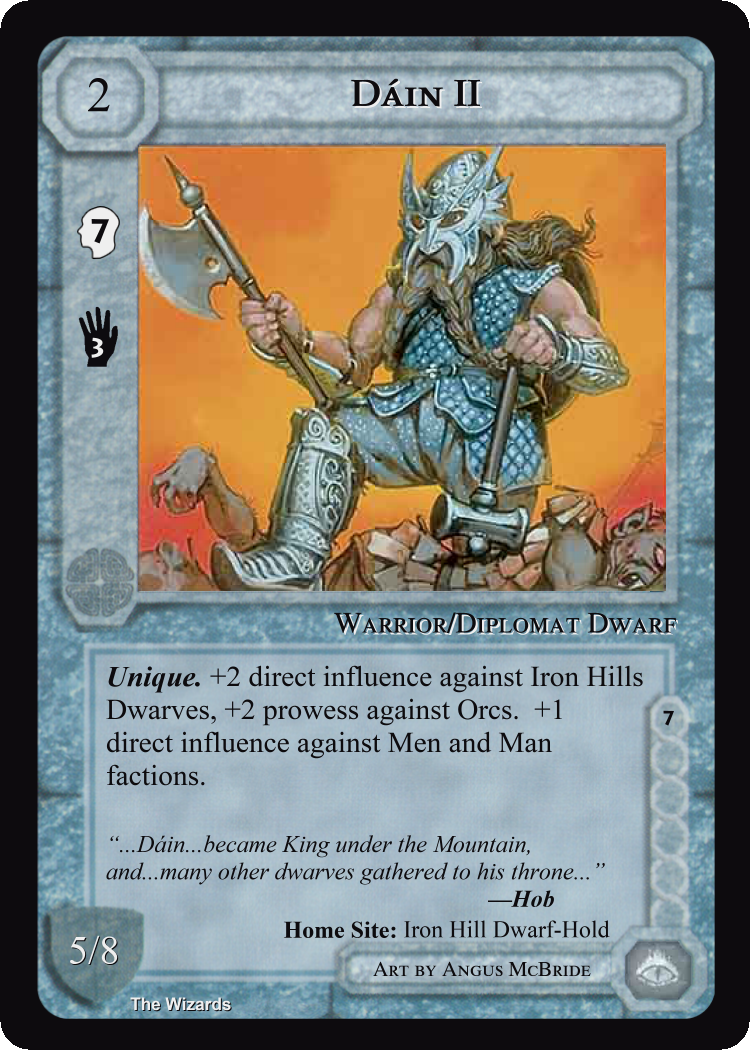 2
Dáin II
7
3
Warrior/Diplomat Dwarf
Unique. +2 direct influence against Iron Hills
Dwarves, +2 prowess against Orcs.  +1
direct influence against Men and Man
factions.
7
“...Dáin...became King under the Mountain,
and...many other dwarves gathered to his throne...”
—Hob
Home Site: Iron Hill Dwarf-Hold
5/8
Art by Angus McBride
The Wizards